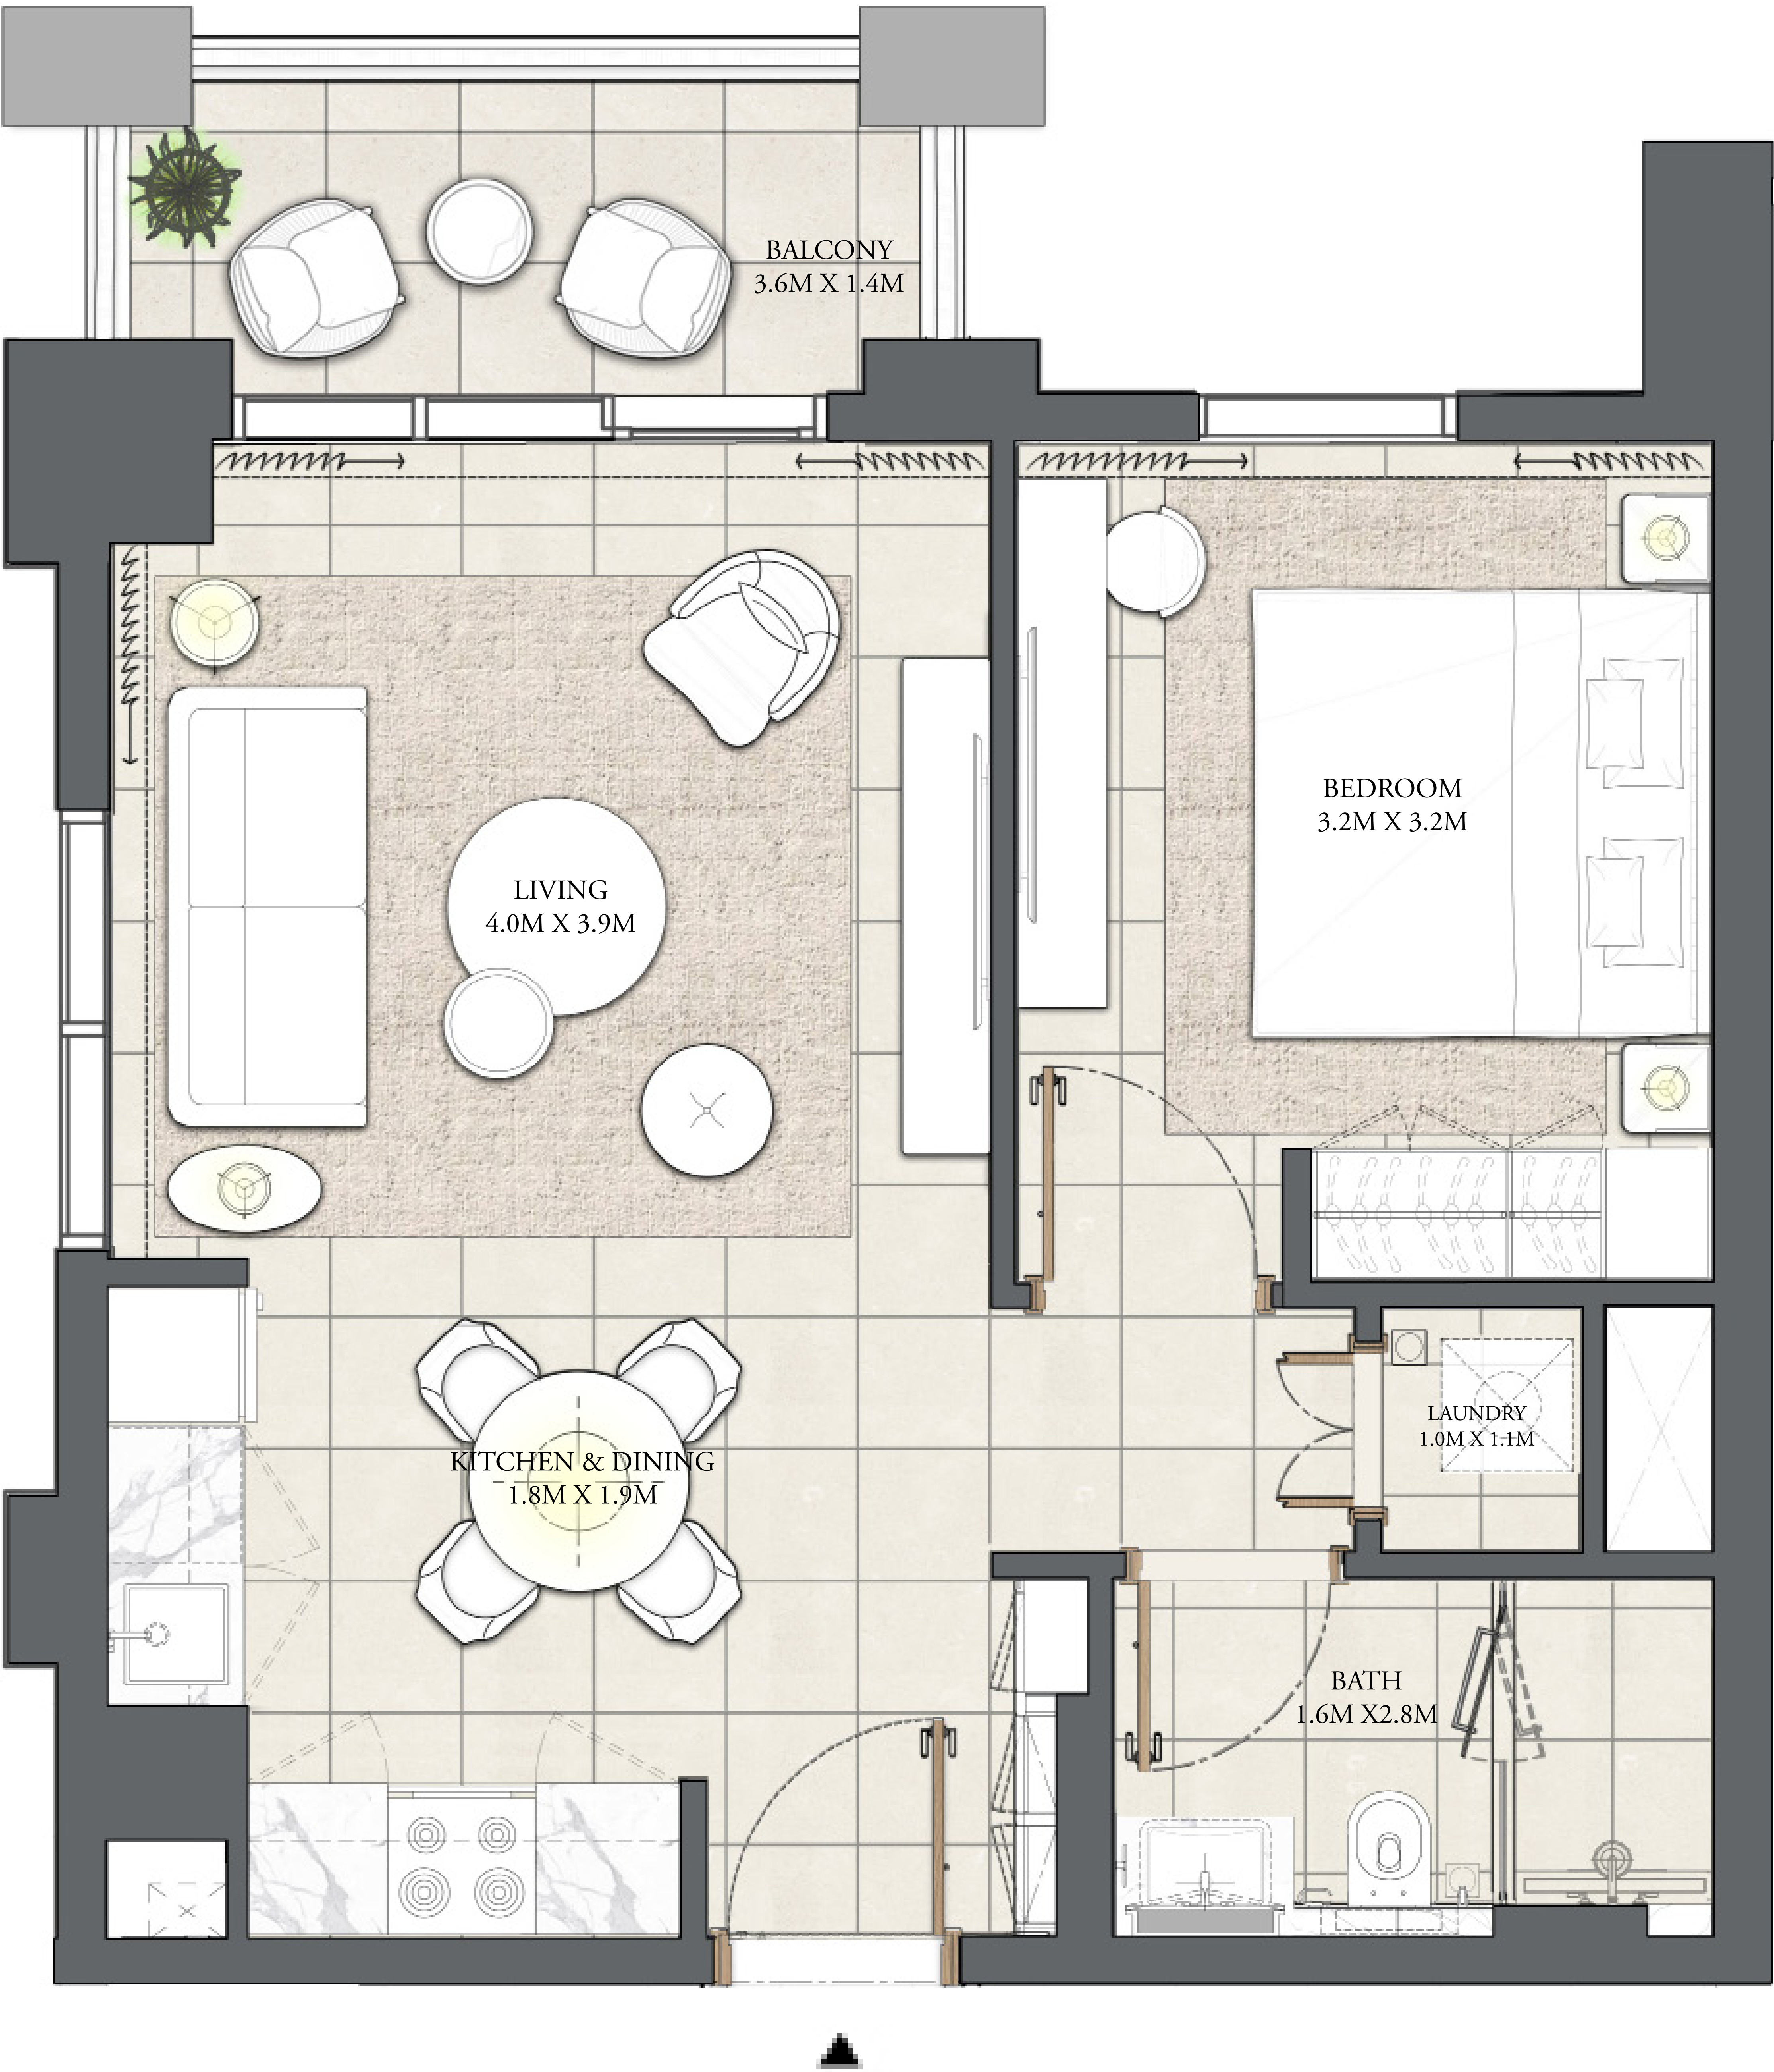 BALCONY
3.6M X 1.4M
BEDROOM
3.2M X 3.2M
LIVING
4.0M X 3.9M
LAUNDRY
1.0M X 1.1M
KITCHEN & DINING
1.8M X 1.9M
BATH
1.6M X2.8M